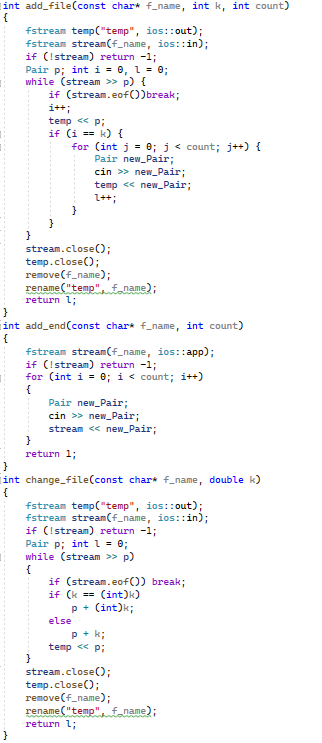 int add_file(const char* f_name, int k, int count)
{
fstream temp("temp", ios::out);
fstream stream(f_name, ios::in);
if (!stream) return -1;
Pair p; int i = 0, l = 0;
while (stream >> p) {
if (stream.eof())break;
i++;
temp << p;
if (i == k) {
for (int j = 0; j < count; j++) {
Pair new_Pair;
cin >> new_Pair;
temp << new_Pair;
l++;
}
}
}
stream.close();
temp.close();
remove(f_name);
rename("temp", f_name);
return l;
}
int add_end(const char* f_name, int count)
{
fstream stream(f_name, ios::app);
if (!stream) return -1;
for (int i = 0; i < count; i++)
{
Pair new_Pair;
cin >> new_Pair;
stream << new_Pair;
}
return 1;
}
int change_file(const char* f_name, double k)
{
fstream temp("temp", ios::out);
fstream stream(f_name, ios::in);
if (!stream) return -1;
Pair p; int l = 0;
while (stream >> p)
{
if (stream.eof()) break;
if (k == (int)k)
p + (int)k;
else
p + k;
temp << p;
}
stream.close();
temp.close();
remove(f_name);
rename("temp", f_name);
return l;
}